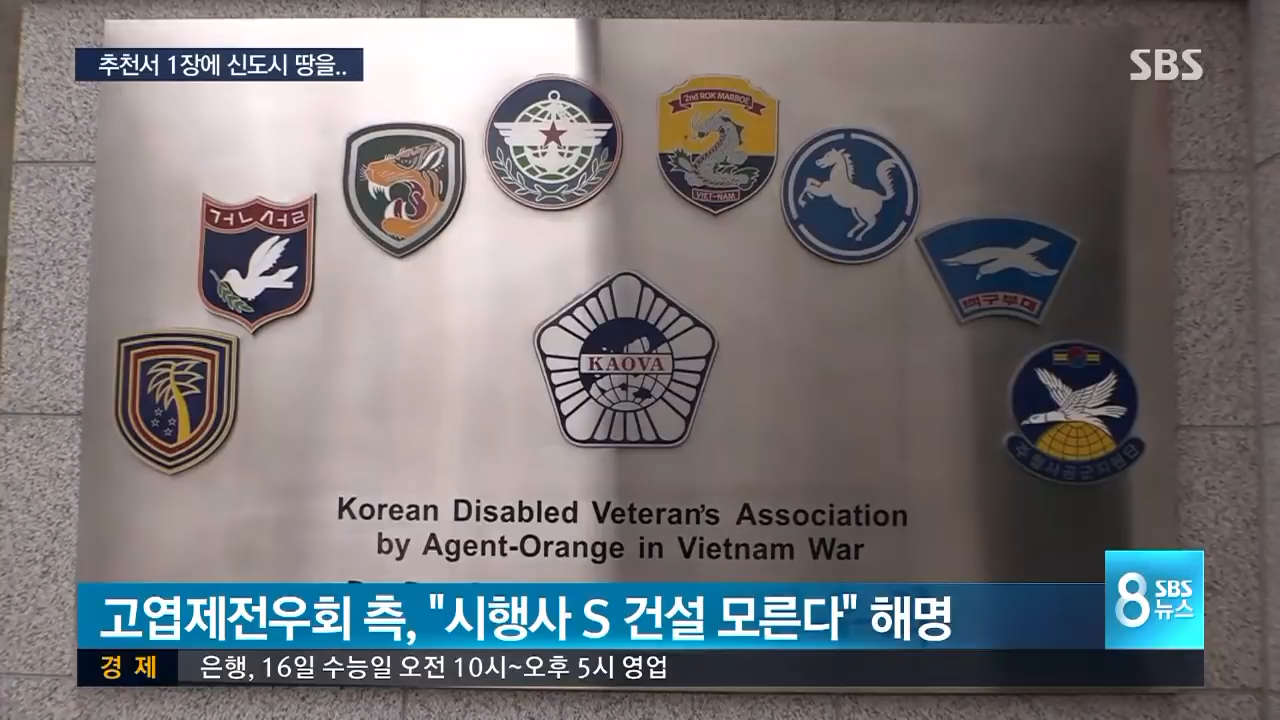 추천서 1장에 신도시 땅을..
SBS
2nd ROK MARBDE
VIET-NAM
거ㄴ서ㄹ
백구부대
KAOVA
Korean Disabled Veteran's Association
by Agent-Orange in Vietnam War
고엽제전우회 측, "시행사 S 건설 모른다" 해명
8 SBS
뉴스
경 제
은행, 16일 수능일 오전 10시~오후 5시 영업